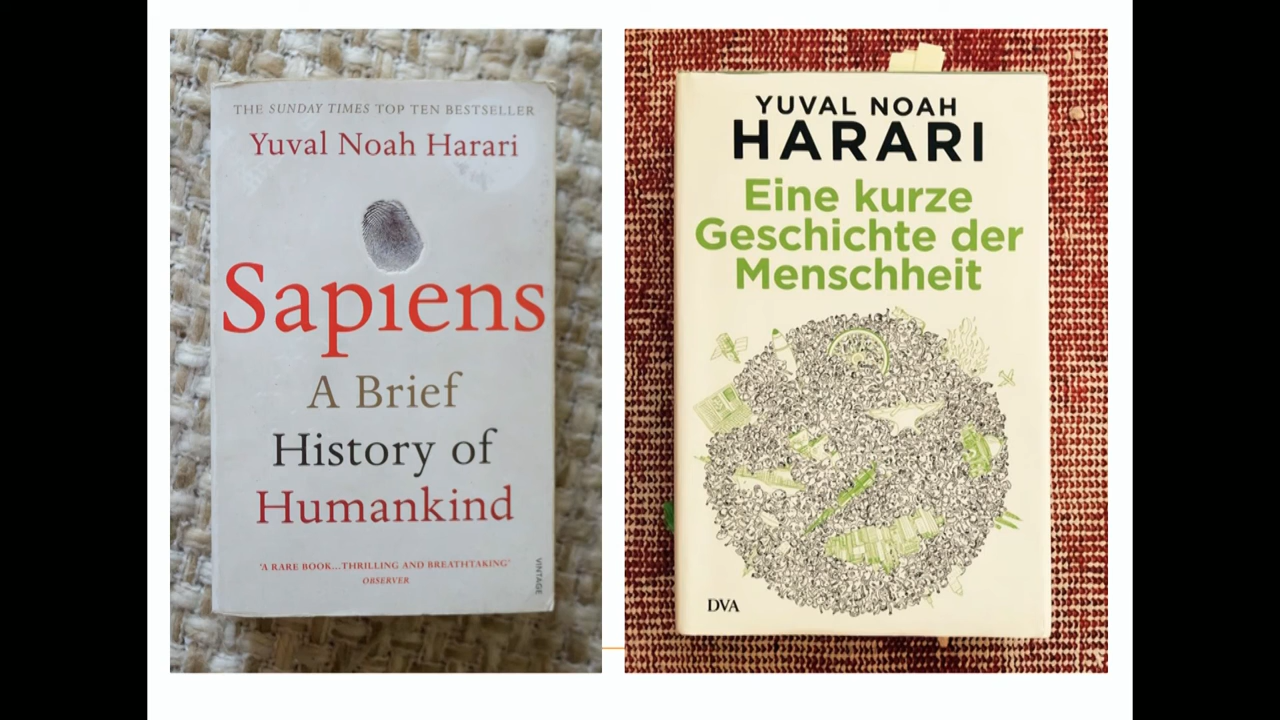 THE SUNDAY TIMES TOP TEN BESTSELLER
Yuval Noah Harari
Sapiens
A Brief
History of
Humankind
'A RARE BOOK...THRILLING AND BREATHTAKING'
OBSERVER
VINTAGE
YUVAL NOAH
HARARI
Eine kurze
Geschichte der
Menschheit
DVA